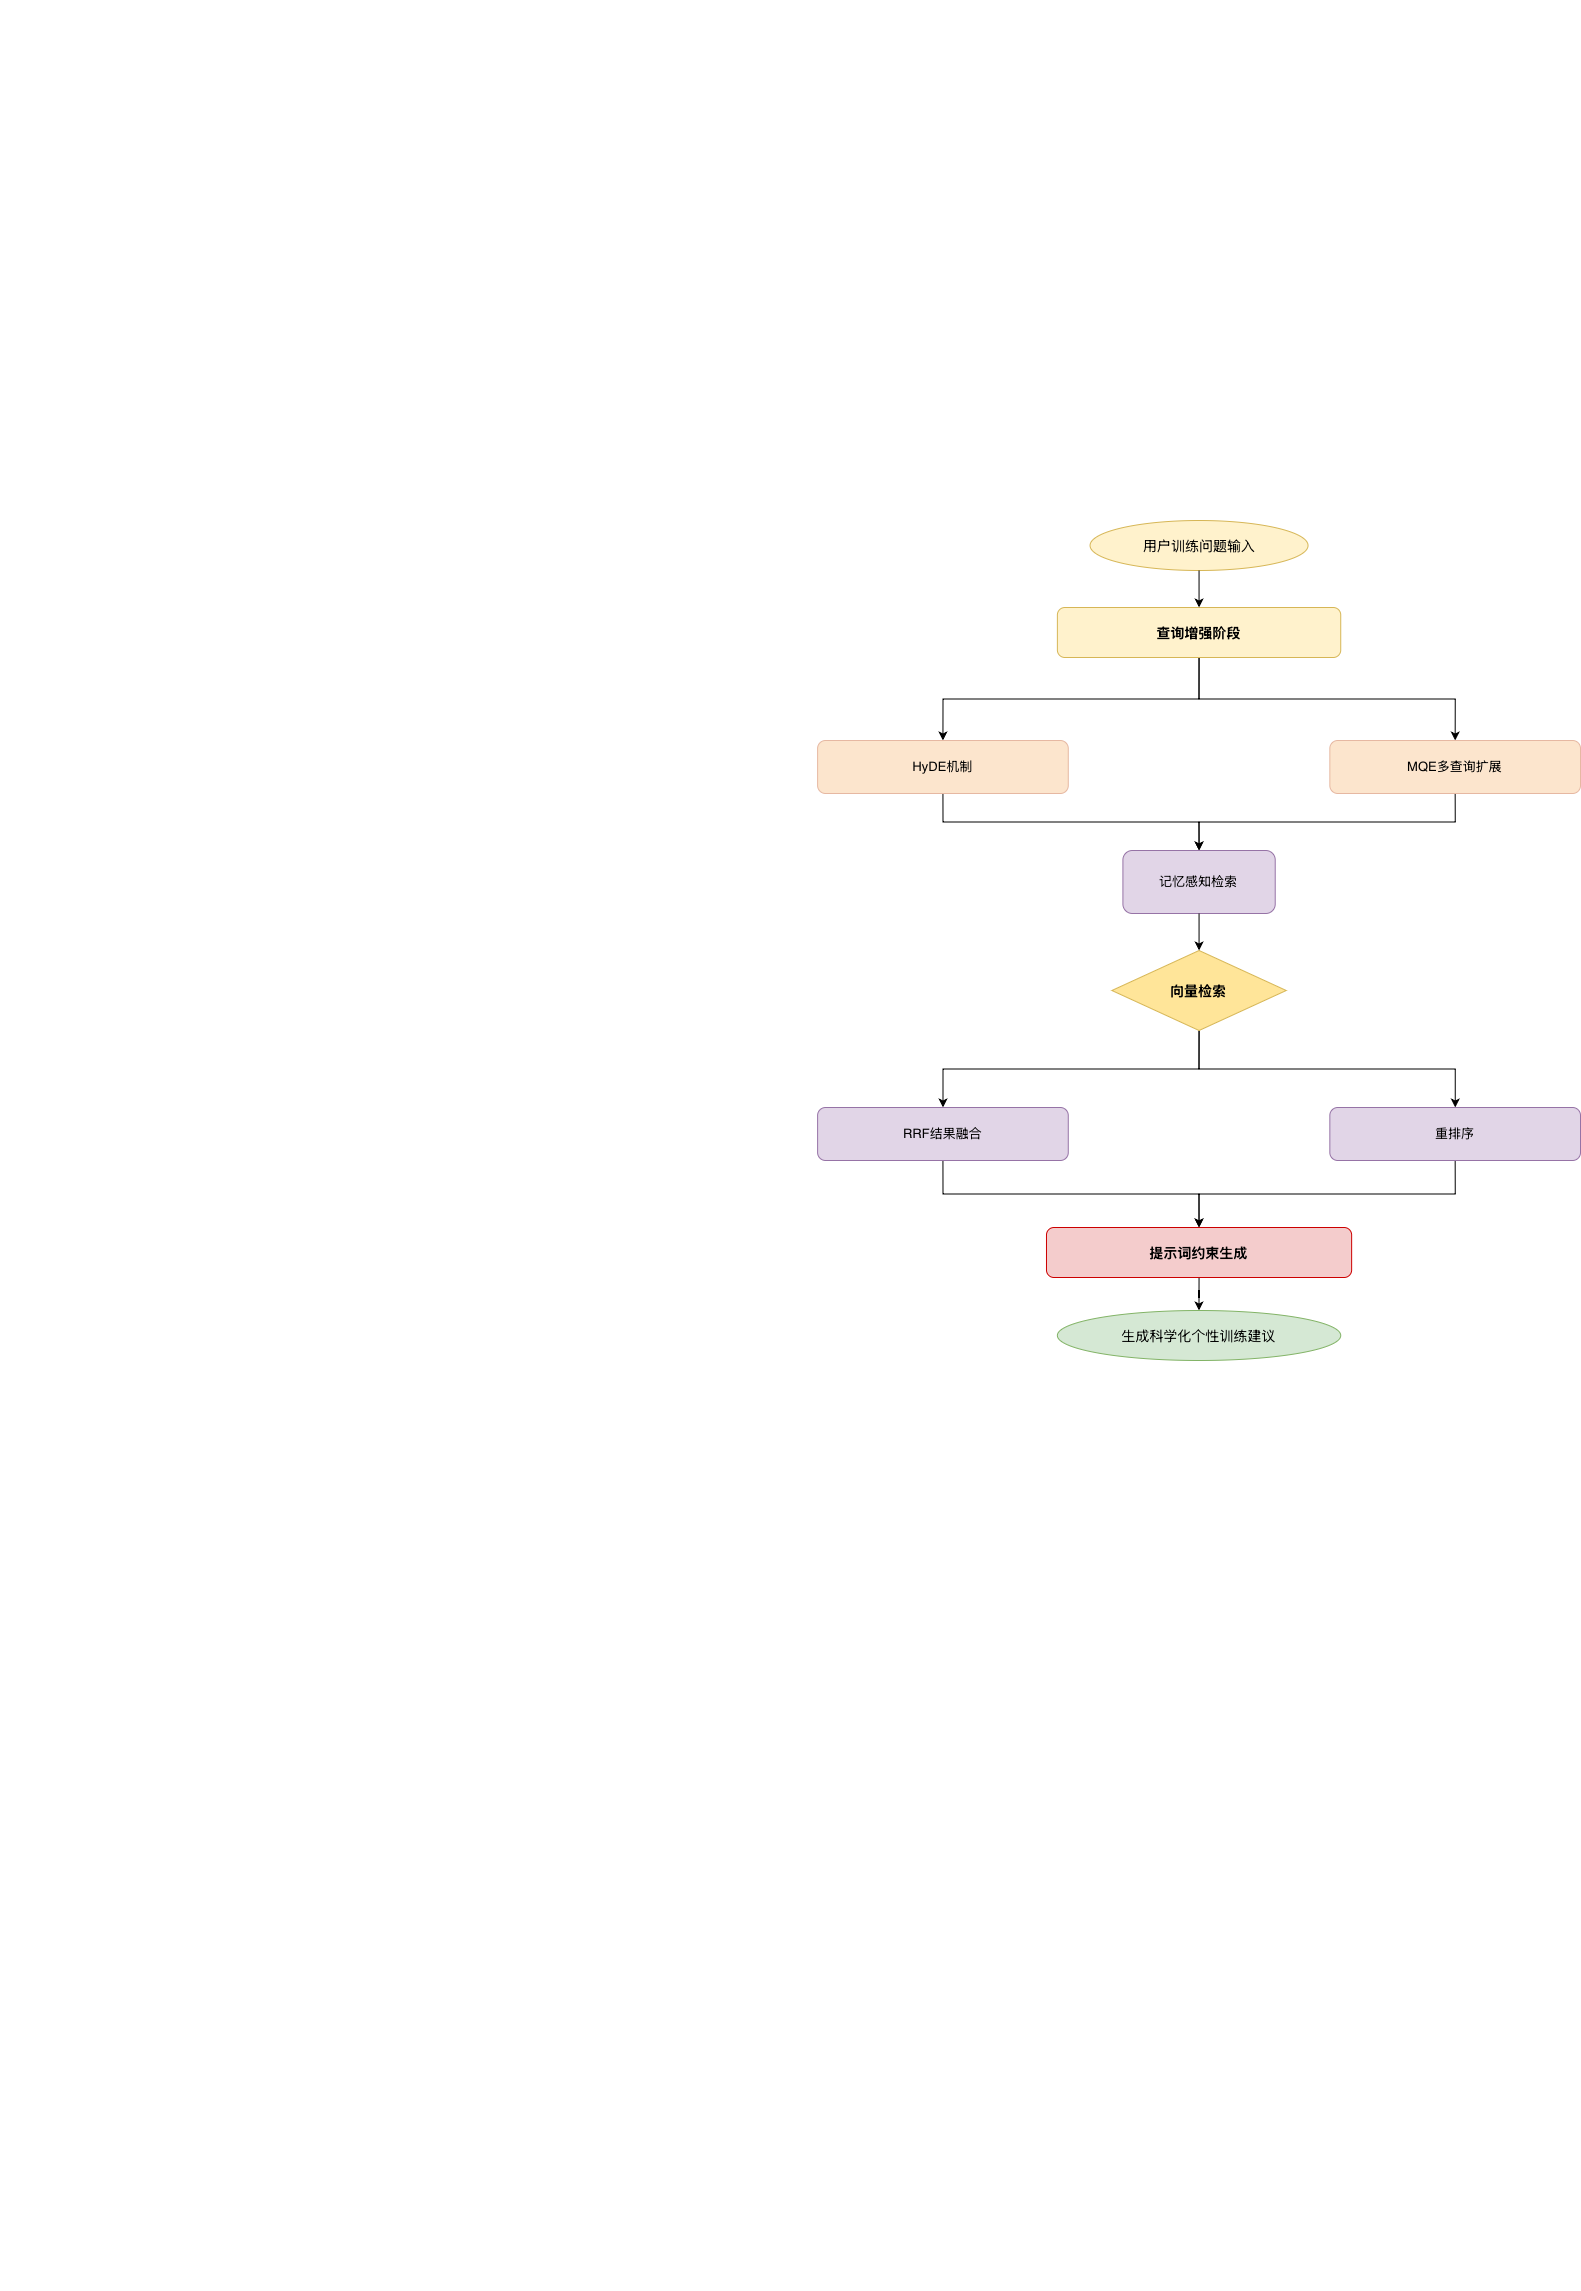 用户训练问题输入
查询增强阶段
HyDE机制
MQE多查询扩展
记忆感知检索
向量检索
RRF结果融合
重排序
提示词约束生成
生成科学化个性训练建议